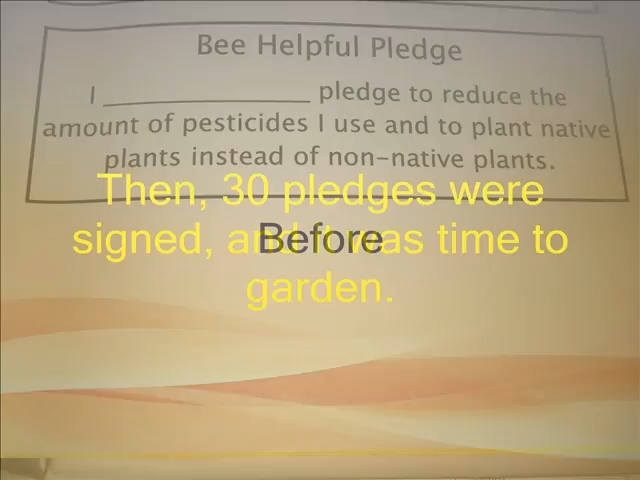 Bee Helpful Pledge
I ____________ pledge to reduce the
amount of pesticides I use and to plant native
plants instead of non-native plants.
Then, 30 pledges were
signed, and it was time to
garden.
Before